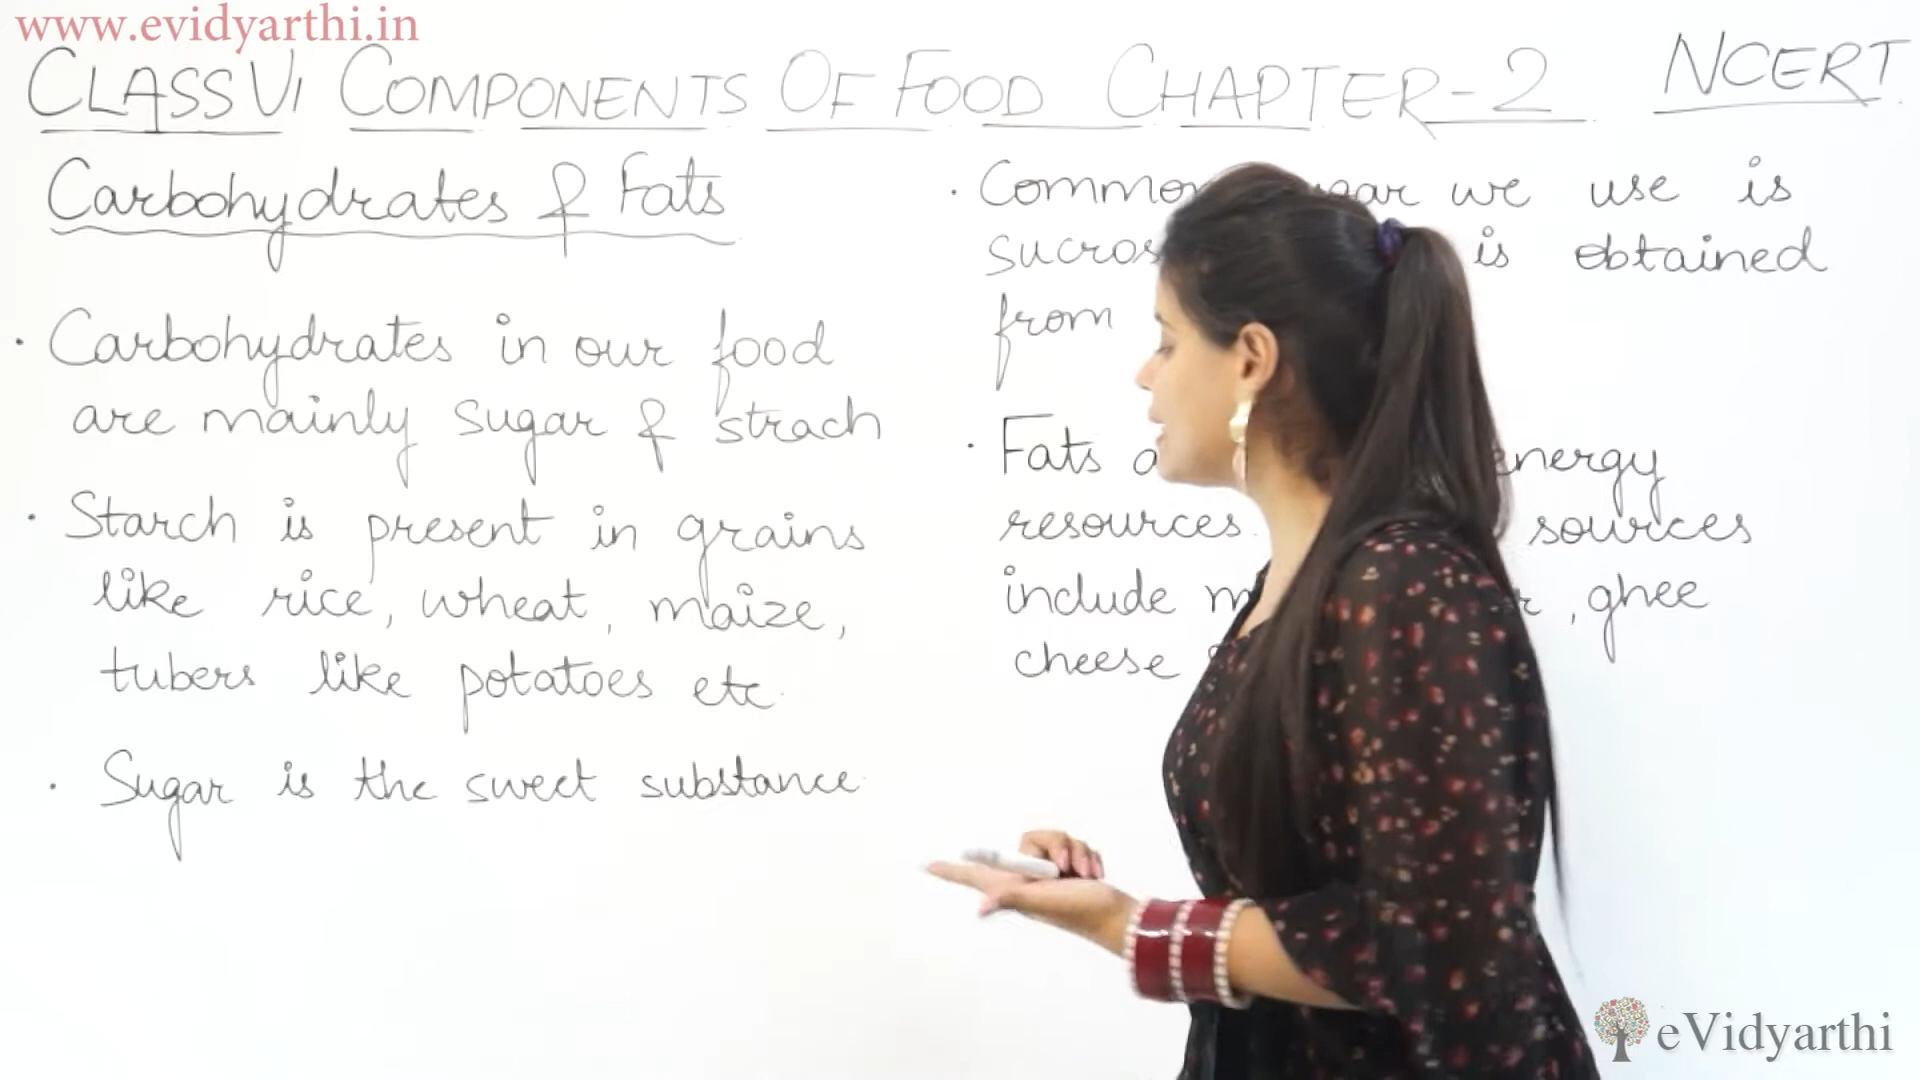 www.evidyarthi.in
CLASS VI COMPONENTS OF FOOD CHAPTER-2 NCERT
Carbohydrates & Fats
· Carbohydrates in our food
are mainly sugar & strach
· Starch is present in grains
like rice, wheat, maize,
tubers like potatoes etc
· Sugar is the sweet substance
· Common we use is
is obtained
from
· Fats energy
resources. sources
include , ghee
cheese
eVidyarthi